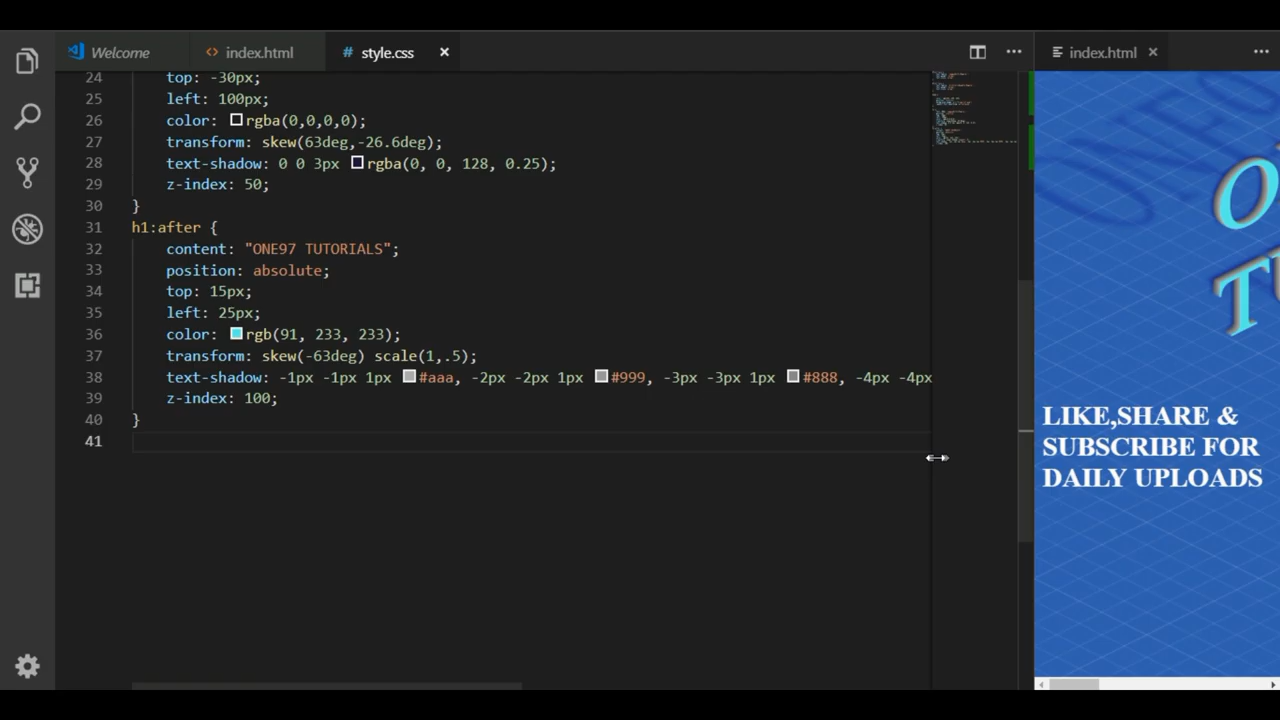 Welcome
index.html
style.css
index.html
24 top: -30px;
25 left: 100px;
26 color: rgba(0,0,0,0);
27 transform: skew(63deg,-26.6deg);
28 text-shadow: 0 0 3px rgba(0, 0, 128, 0.25);
29 z-index: 50;
30 }
31 h1:after {
32 content: "ONE97 TUTORIALS";
33 position: absolute;
34 top: 15px;
35 left: 25px;
36 color: rgb(91, 233, 233);
37 transform: skew(-63deg) scale(1,.5);
38 text-shadow: -1px -1px 1px #aaa, -2px -2px 1px #999, -3px -3px 1px #888, -4px -4px
39 z-index: 100;
40 }
41
LIKE,SHARE &
SUBSCRIBE FOR
DAILY UPLOADS